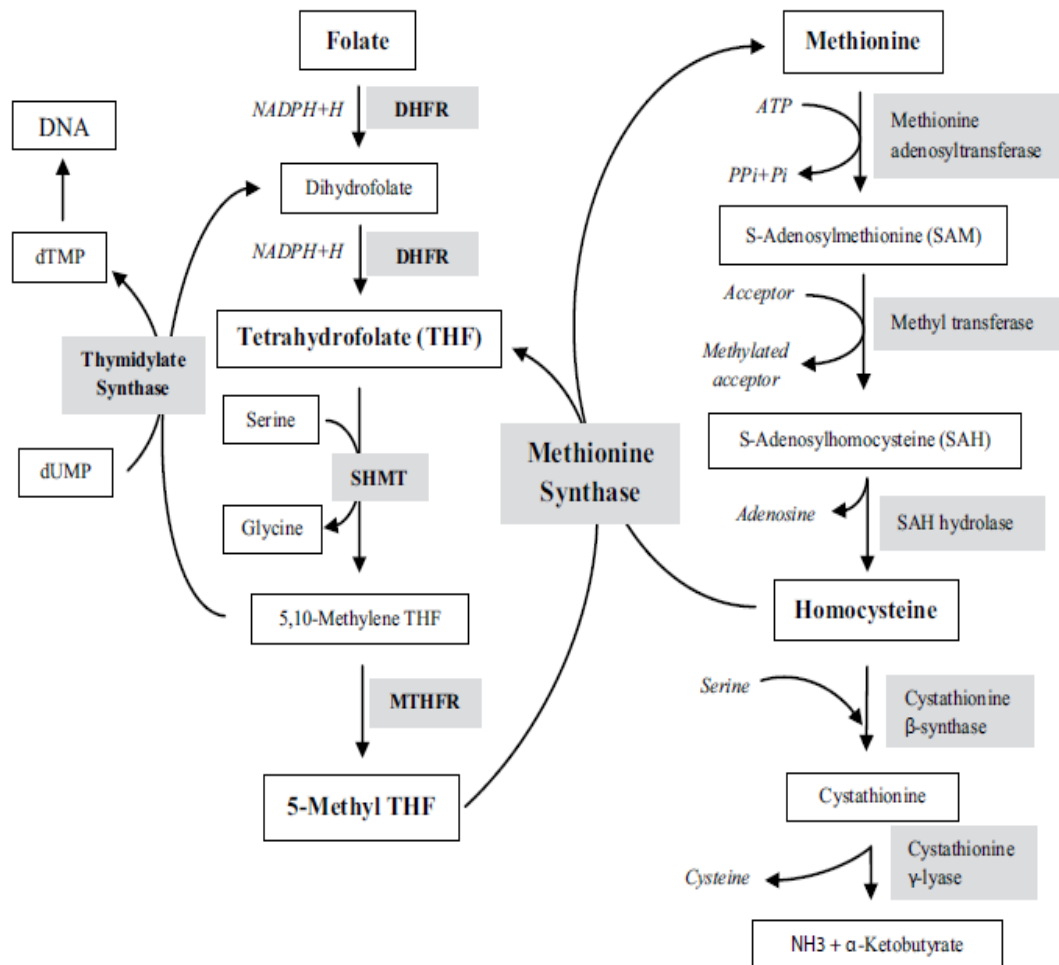 Folate
NADPH+H
DHFR
Dihydrofolate
NADPH+H
DHFR
Tetrahydrofolate (THF)
Serine
SHMT
Glycine
5,10-Methylene THF
MTHFR
5-Methyl THF
DNA
dTMP
Thymidylate
Synthase
dUMP
Methionine
Synthase
Methionine
ATP
Methionine
adenosyltransferase
PPi+Pi
S-Adenosylmethionine (SAM)
Acceptor
Methyl transferase
Methylated
acceptor
S-Adenosylhomocysteine (SAH)
Adenosine
SAH hydrolase
Homocysteine
Serine
Cystathionine
β-synthase
Cystathionine
Cysteine
Cystathionine
γ-lyase
NH3 + α-Ketobutyrate